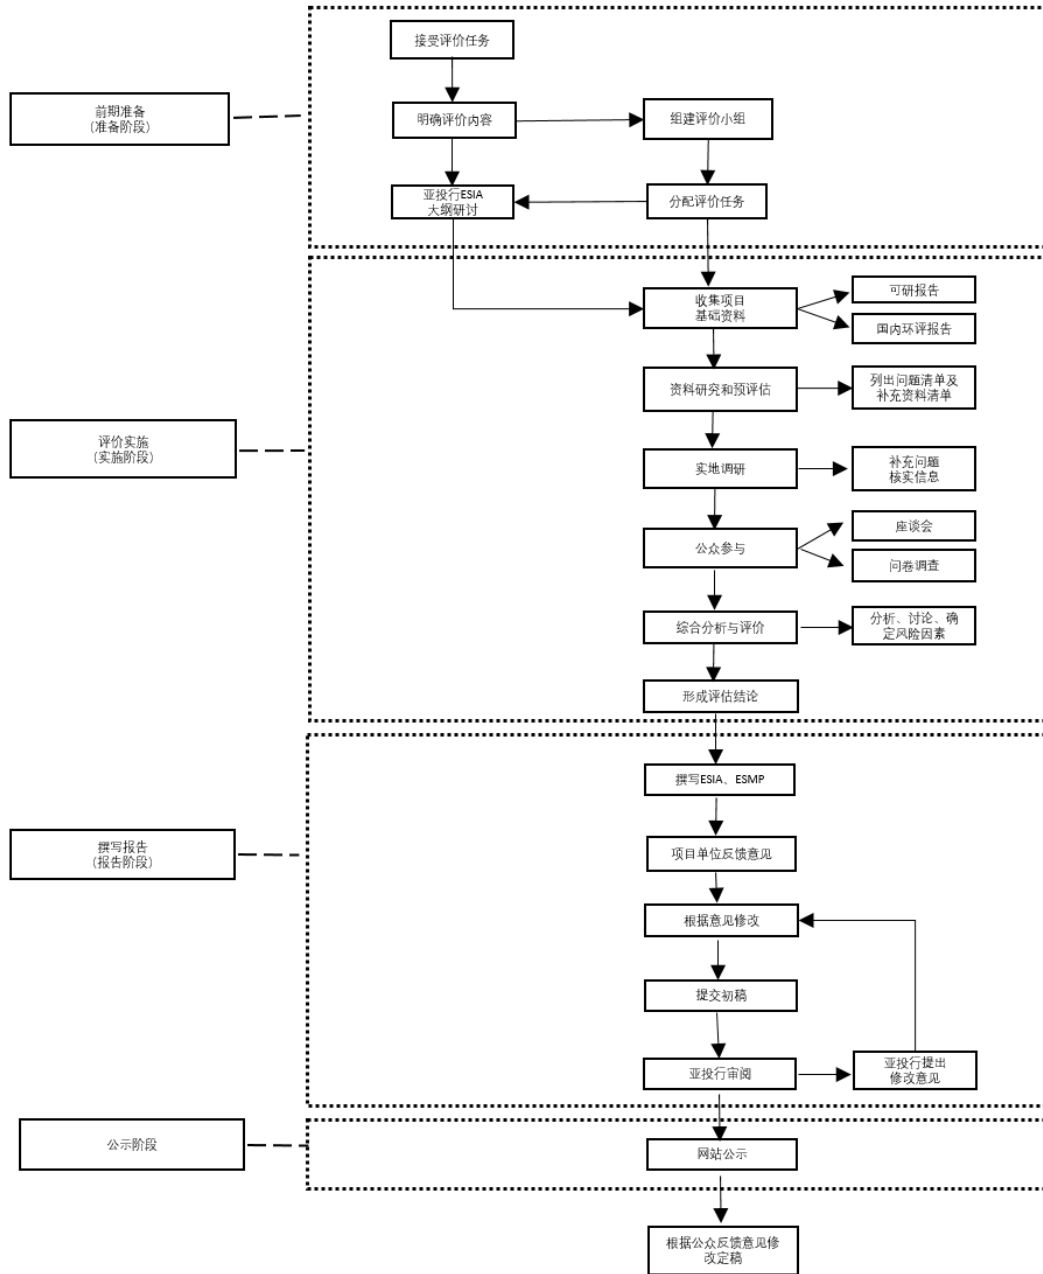 接受评价任务
前期准备
（准备阶段）
明确评价内容
组建评价小组
亚投行ESIA
大纲研讨
分配评价任务
收集项目
基础资料
可研报告
国内环评报告
资料研究和预评估
列出问题清单及
补充资料清单
评价实施
（实施阶段）
实地调研
补充问题
核实信息
公众参与
座谈会
问卷调查
综合分析与评价
分析、讨论、确
定风险因素
形成评估结论
撰写ESIA、ESMP
撰写报告
（报告阶段）
项目单位反馈意见
根据意见修改
提交初稿
亚投行审阅
亚投行提出
修改意见
公示阶段
网站公示
根据公众反馈意见修
改定稿